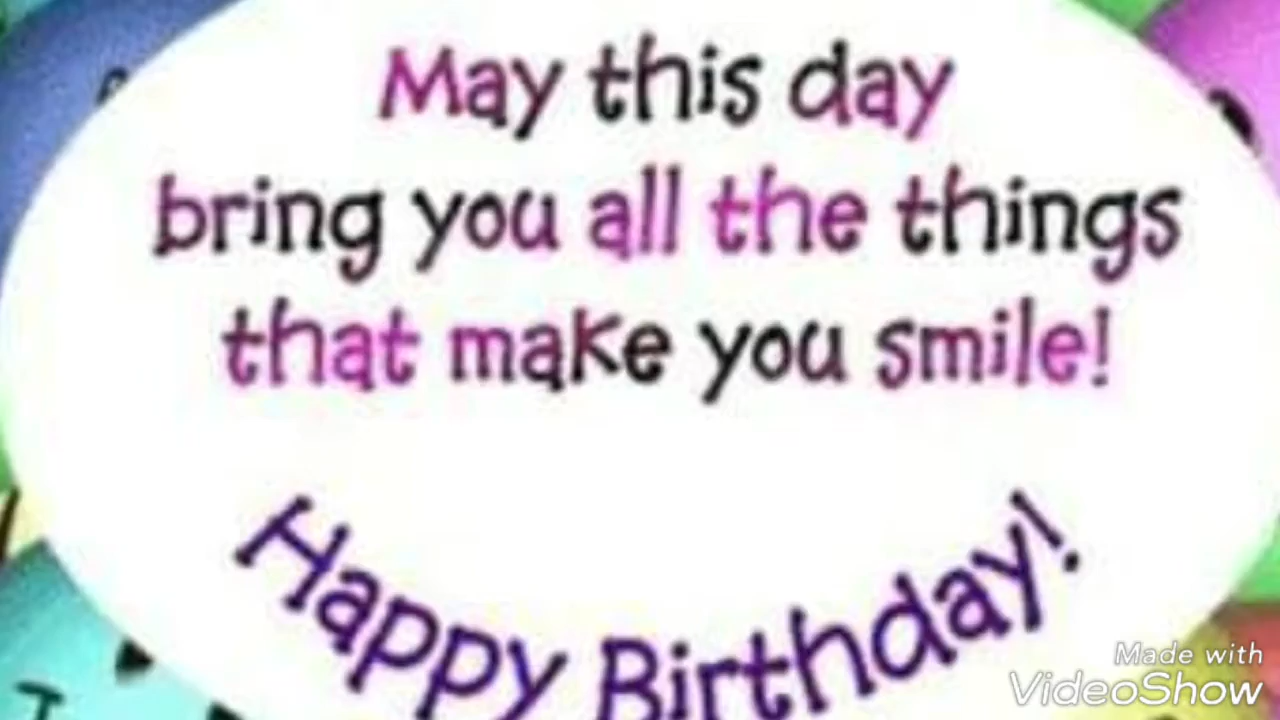 May this day
bring you all the things
that make you smile!
Happy Birthday!
Made with
VideoShow